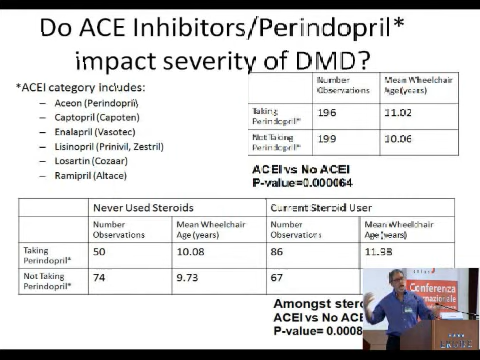 Do ACE Inhibitors/Perindopril*
impact severity of DMD?
*ACEI category includes:
– Aceon (Perindopril)
– Captopril (Capoten)
– Enalapril (Vasotec)
– Lisinopril (Prinivil, Zestril)
– Losartin (Cozaar)
– Ramipril (Altace)
Number Observations Mean Wheelchair Age (years)
Taking Perindopril* 196 11.02
Not Taking Perindopril* 199 10.06
ACEI vs No ACEI
P-value=0.000064
Never Used Steroids Current Steroid User
Number Observations Mean Wheelchair Age (years) Number Observations Mean Wheelchair Age (years)
Taking Perindopril* 50 10.08 86 11.98
Not Taking Perindopril* 74 9.73 67
Amongst stero
ACEI vs No ACE
P-value= 0.0008
Conferenza